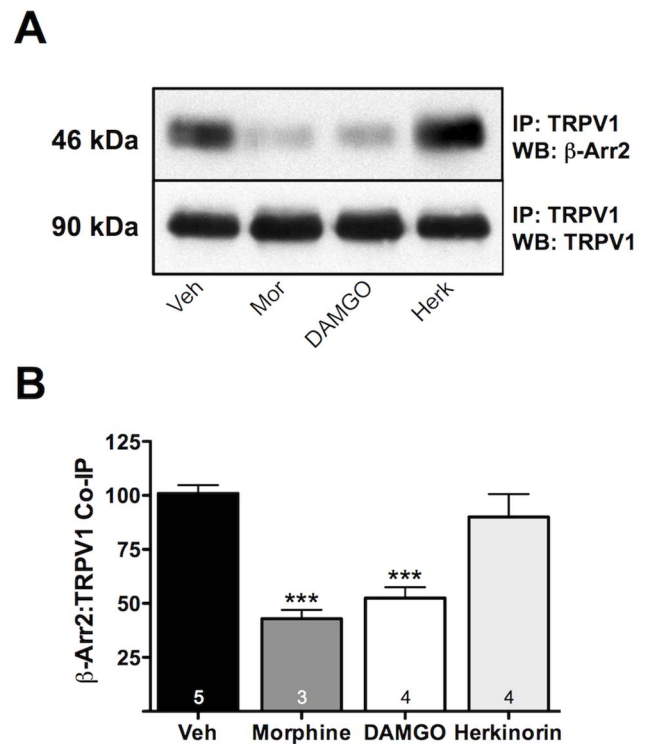 A
46 kDa
IP: TRPV1
WB: β-Arr2
90 kDa
IP: TRPV1
WB: TRPV1
Veh Mor DAMGO Herk
B
β-Arr2:TRPV1 Co-IP
125
100
75
50
25
*** ***
5 3 4 4
Veh Morphine DAMGO Herkinorin